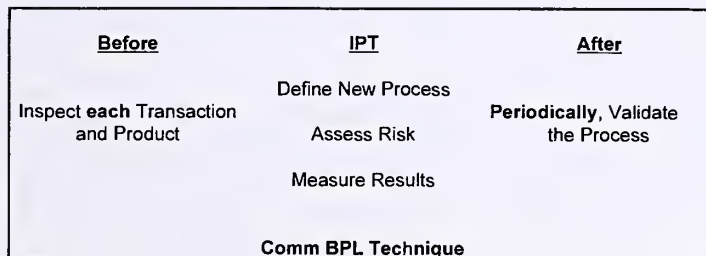 Before
IPT
After
Define New Process
Inspect each Transaction
and Product
Assess Risk
Periodically, Validate
the Process
Measure Results
Comm BPL Technique